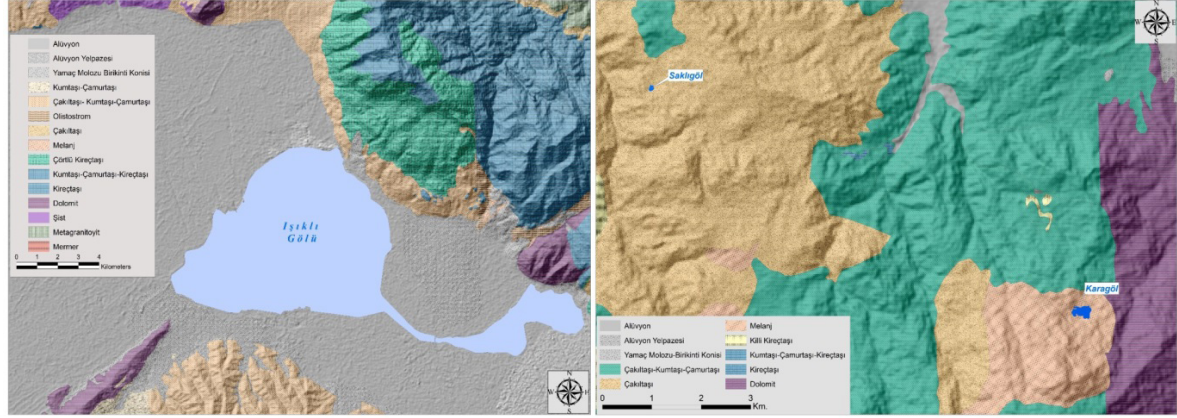 Alüvyon
Alüvyon Yelpazesi
Yamaç Molozu Birikinti Konisi
Kumtaşı-Çamurtaşı
Çakıltaşı- Kumtaşı-Çamurtaşı
Olistostrom
Çakıltaşı
Melanj
Çörtlü Kireçtaşı
Kumtaşı-Çamurtaşı-Kireçtaşı
Kireçtaşı
Dolomit
Şist
Metagranitoyit
Mermer
0 1 2 3 4
Kilometers
Işıklı
Gölü
N
W E
S
N
W E
S
Saklıgöl
Karagöl
Alüvyon
Alüvyon Yelpazesi
Yamaç Molozu-Birikinti Konisi
Çakıltaşı-Kumtaşı-Çamurtaşı
Çakıltaşı
Melanj
Killi Kireçtaşı
Kumtaşı-Çamurtaşı-Kireçtaşı
Kireçtaşı
Dolomit
0 1 2 3
Km.